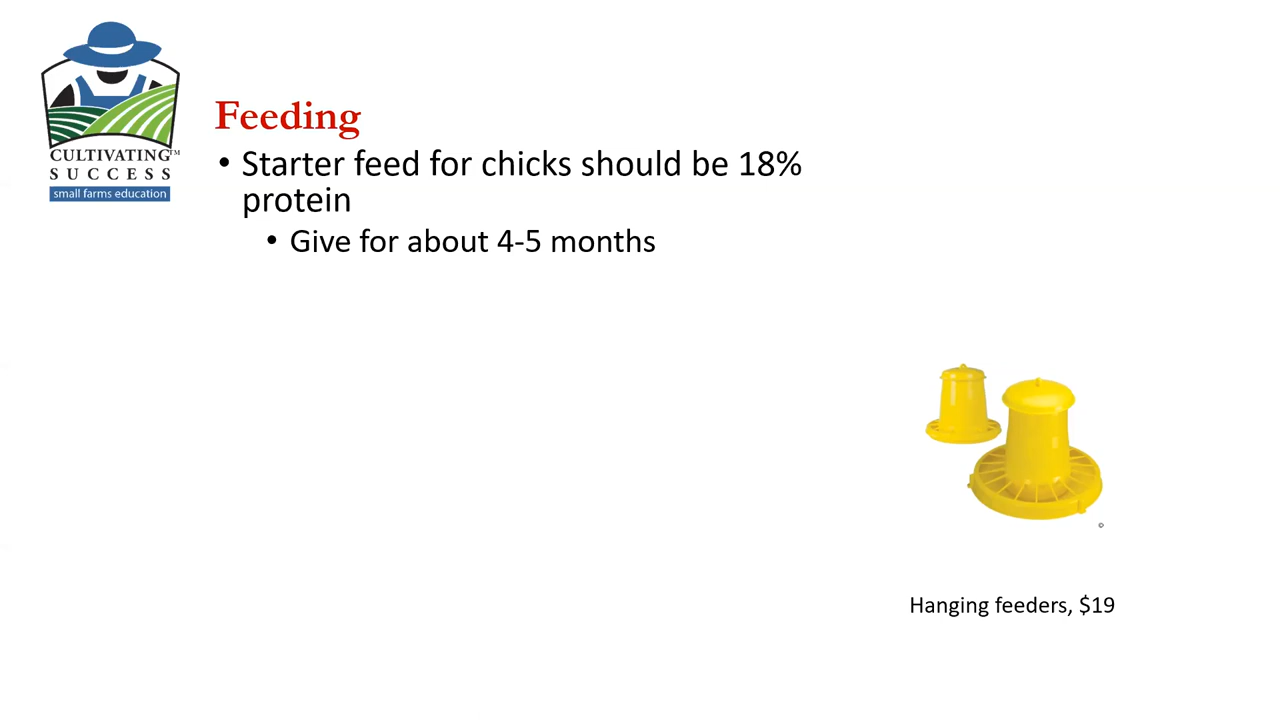 CULTIVATING™
SUCCESS
small farms education
Feeding
• Starter feed for chicks should be 18%
protein
• Give for about 4-5 months
©
Hanging feeders, $19